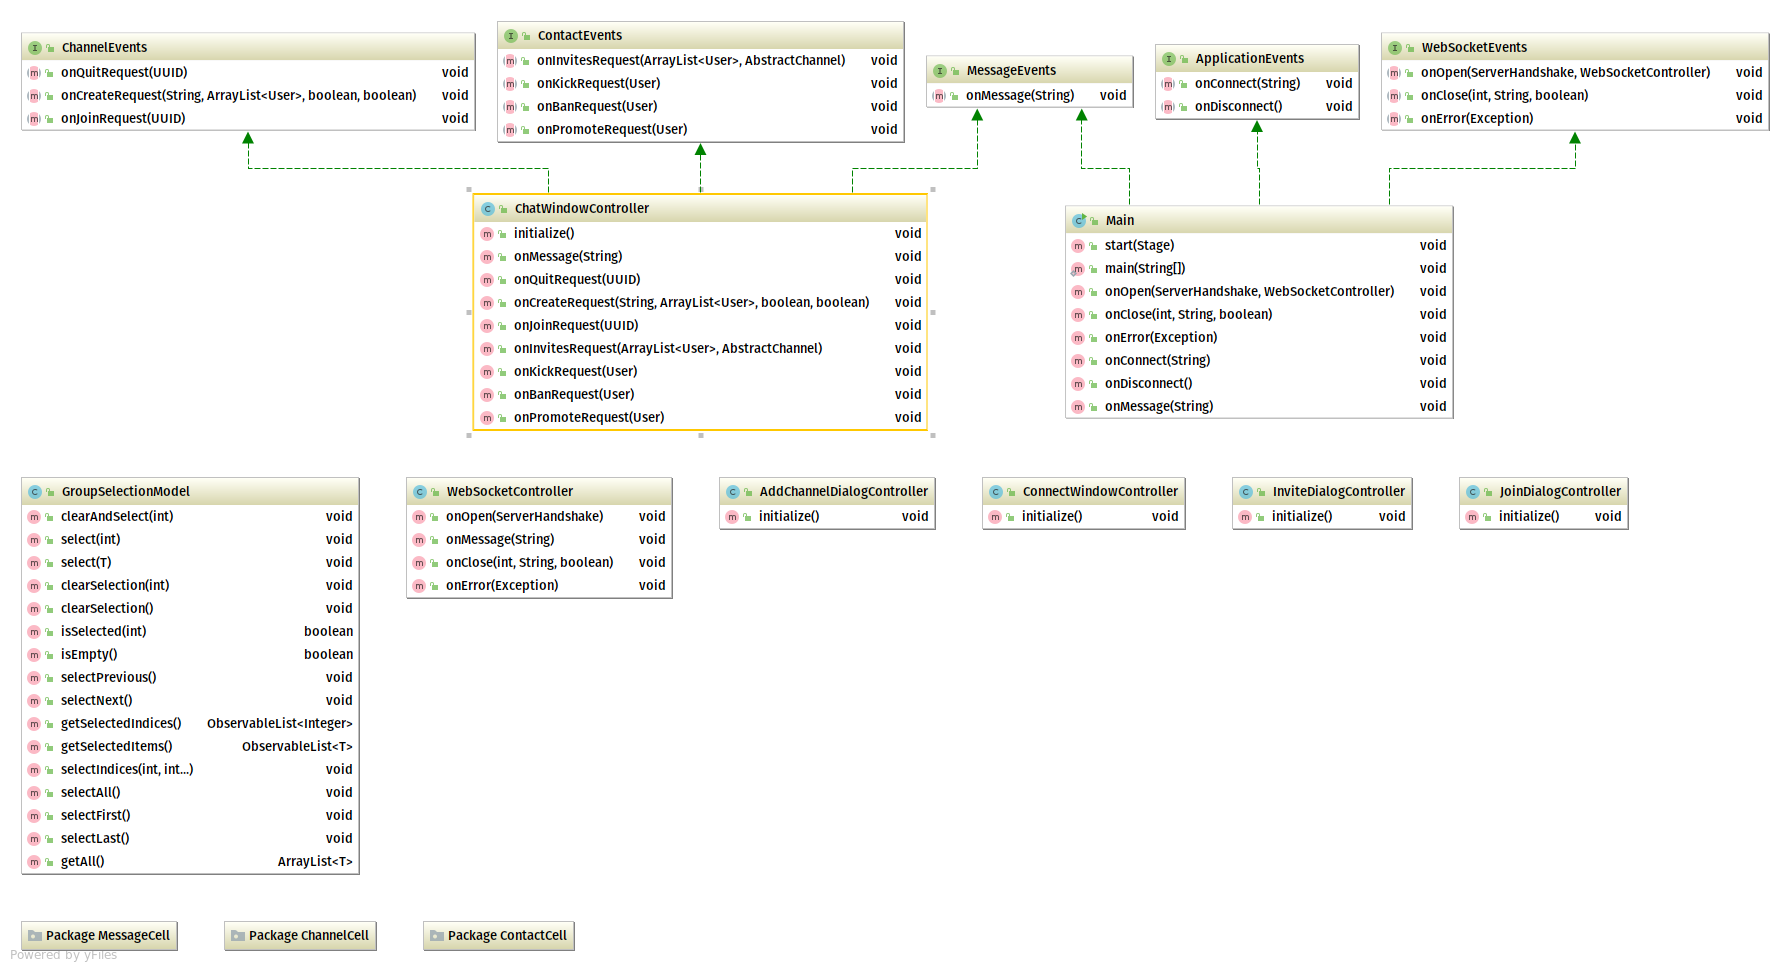 ChannelEvents
onQuitRequest(UUID) void
onCreateRequest(String, ArrayList<User>, boolean, boolean) void
onJoinRequest(UUID) void
ContactEvents
onInvitesRequest(ArrayList<User>, AbstractChannel) void
onKickRequest(User) void
onBanRequest(User) void
onPromoteRequest(User) void
MessageEvents
onMessage(String) void
ApplicationEvents
onConnect(String) void
onDisconnect() void
WebSocketEvents
onOpen(ServerHandshake, WebSocketController) void
onClose(int, String, boolean) void
onError(Exception) void
ChatWindowController
initialize() void
onMessage(String) void
onQuitRequest(UUID) void
onCreateRequest(String, ArrayList<User>, boolean, boolean) void
onJoinRequest(UUID) void
onInvitesRequest(ArrayList<User>, AbstractChannel) void
onKickRequest(User) void
onBanRequest(User) void
onPromoteRequest(User) void
Main
start(Stage) void
main(String[]) void
onOpen(ServerHandshake, WebSocketController) void
onClose(int, String, boolean) void
onError(Exception) void
onConnect(String) void
onDisconnect() void
onMessage(String) void
GroupSelectionModel
clearAndSelect(int) void
select(int) void
select(T) void
clearSelection(int) void
clearSelection() void
isSelected(int) boolean
isEmpty() boolean
selectPrevious() void
selectNext() void
getSelectedIndices() ObservableList<Integer>
getSelectedItems() ObservableList<T>
selectIndices(int, int...) void
selectAll() void
selectFirst() void
selectLast() void
getAll() ArrayList<T>
WebSocketController
onOpen(ServerHandshake) void
onMessage(String) void
onClose(int, String, boolean) void
onError(Exception) void
AddChannelDialogController
initialize() void
ConnectWindowController
initialize() void
InviteDialogController
initialize() void
JoinDialogController
initialize() void
Package MessageCell
Package ChannelCell
Package ContactCell
Powered by yFiles